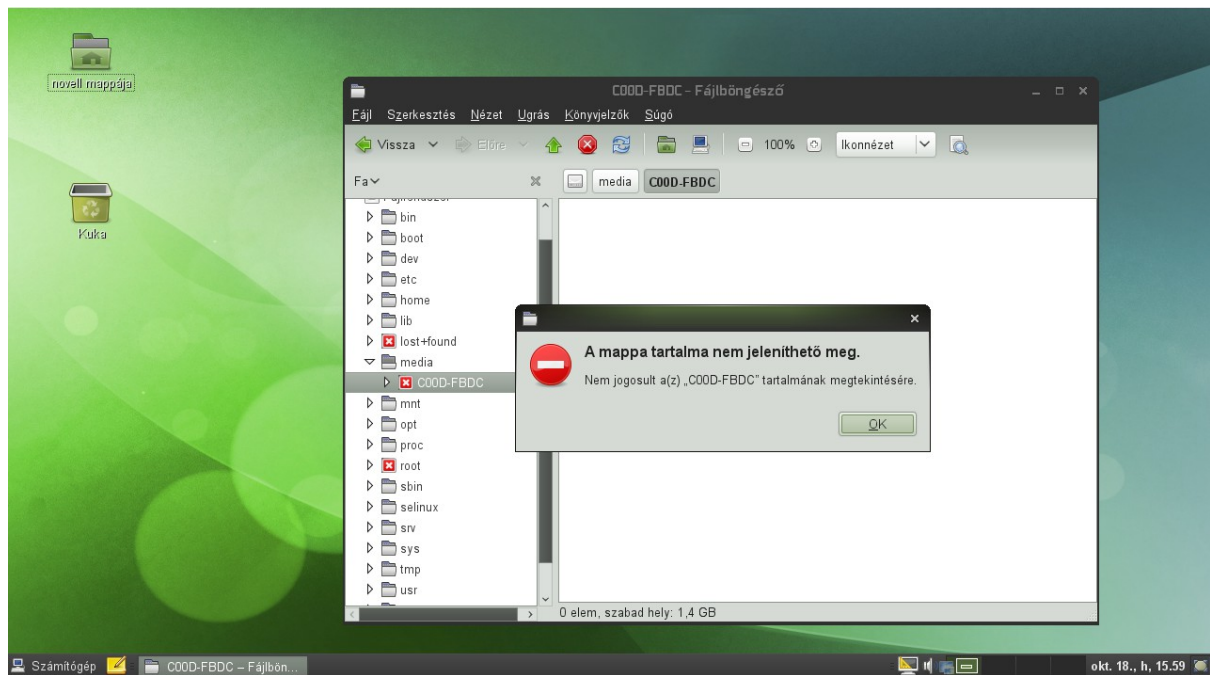 novell mappája
Kuka
C00D-FBDC - Fájlböngésző
Fájl Szerkesztés Nézet Ugrás Könyvjelzők Súgó
Vissza Előre 100% Ikonnézet
Fa media C00D-FBDC
bin
boot
dev
etc
home
lib
lost+found
media
C00D-FBDC
mnt
opt
proc
root
sbin
selinux
srv
sys
tmp
usr
A mappa tartalma nem jeleníthető meg.
Nem jogosult a(z) „C00D-FBDC” tartalmának megtekintésére.
OK
0 elem, szabad hely: 1,4 GB
Számítógép C00D-FBDC – Fájlbön... okt. 18., h, 15.59